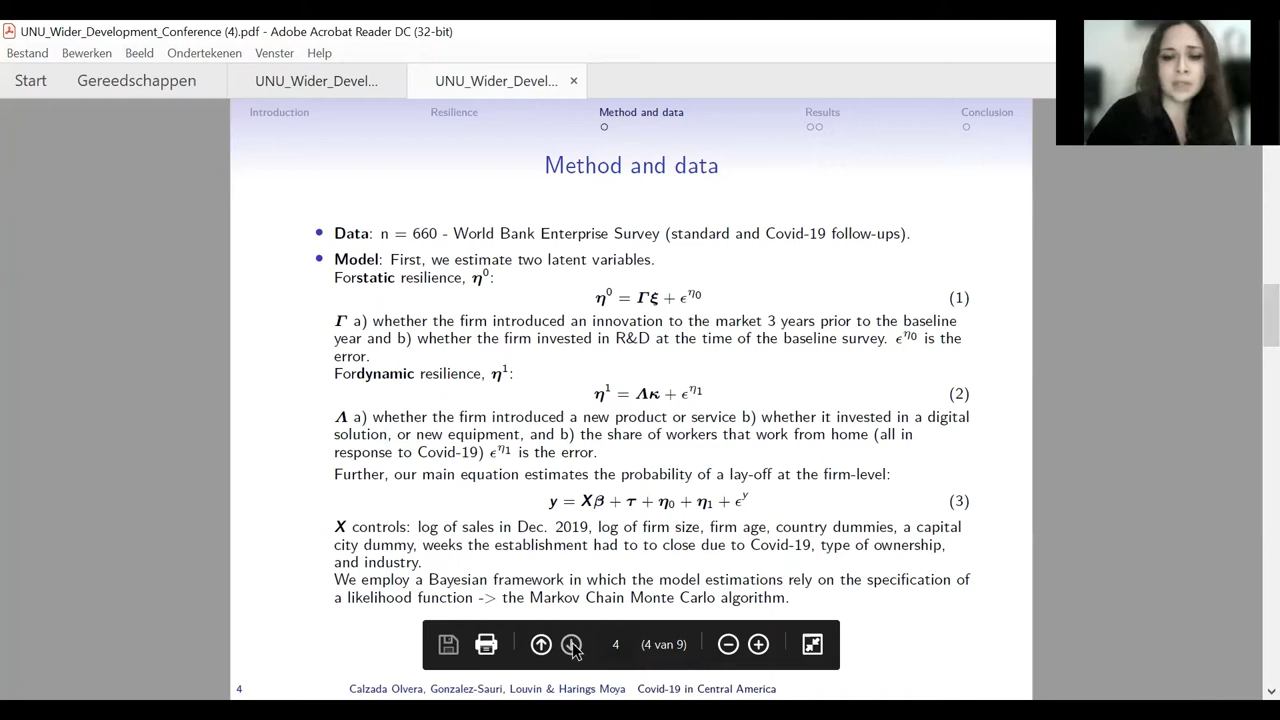 UNU_Wider_Development_Conference (4).pdf - Adobe Acrobat Reader DC (32-bit)
Bestand Bewerken Beeld Ondertekenen Venster Help
Start Gereedschappen UNU_Wider_Devel... UNU_Wider_Devel... ×
Introduction Resilience Method and data Results Conclusion
Method and data
• Data: n = 660 - World Bank Enterprise Survey (standard and Covid-19 follow-ups).
• Model: First, we estimate two latent variables.
Forstatic resilience, η⁰:
η⁰ = Γξ + ϵ^η₀ (1)
Γ a) whether the firm introduced an innovation to the market 3 years prior to the baseline
year and b) whether the firm invested in R&D at the time of the baseline survey. ϵ^η₀ is the
error.
Fordynamic resilience, η¹:
η¹ = Λκ + ϵ^η₁ (2)
Λ a) whether the firm introduced a new product or service b) whether it invested in a digital
solution, or new equipment, and b) the share of workers that work from home (all in
response to Covid-19) ϵ^η₁ is the error.
Further, our main equation estimates the probability of a lay-off at the firm-level:
y = Xβ + τ + η₀ + η₁ + ϵ^y (3)
X controls: log of sales in Dec. 2019, log of firm size, firm age, country dummies, a capital
city dummy, weeks the establishment had to to close due to Covid-19, type of ownership,
and industry.
We employ a Bayesian framework in which the model estimations rely on the specification of
a likelihood function -> the Markov Chain Monte Carlo algorithm.
4 (4 van 9)
4 Calzada Olvera, Gonzalez-Sauri, Louvin & Harings Moya Covid-19 in Central America